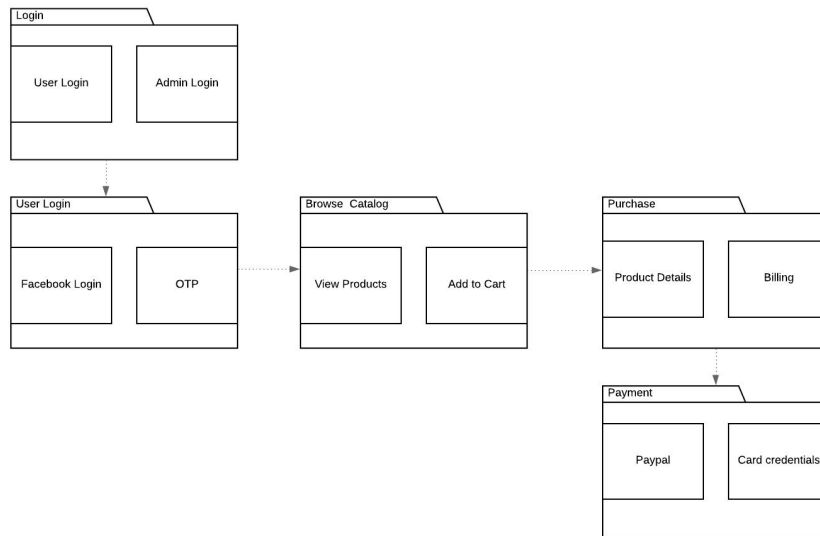 Login
User Login
Admin Login
User Login
Facebook Login
OTP
Browse  Catalog
View Products
Add to Cart
Purchase
Product Details
Billing
Payment
Paypal
Card credentials